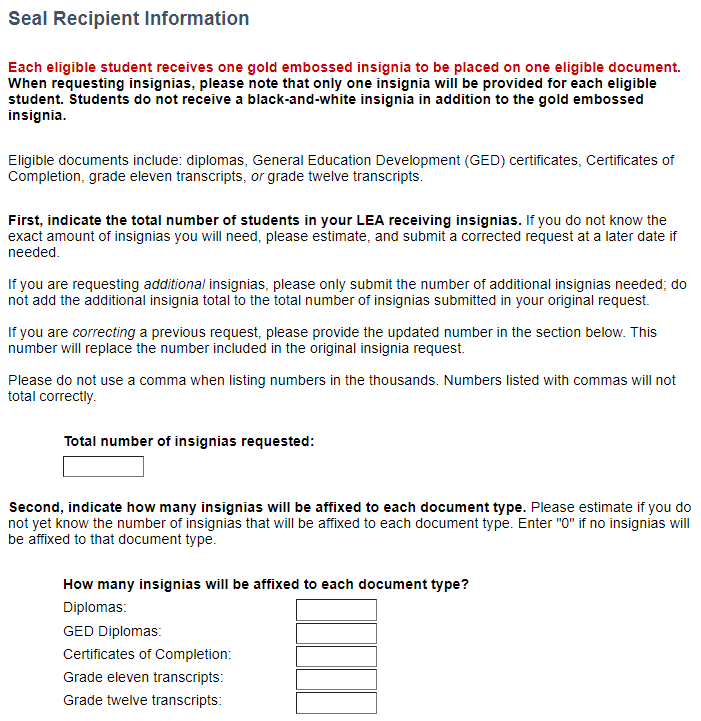 Seal Recipient Information
Each eligible student receives one gold embossed insignia to be placed on one eligible document.
When requesting insignias, please note that only one insignia will be provided for each eligible
student. Students do not receive a black-and-white insignia in addition to the gold embossed
insignia.
Eligible documents include: diplomas, General Education Development (GED) certificates, Certificates of
Completion, grade eleven transcripts, or grade twelve transcripts.
First, indicate the total number of students in your LEA receiving insignias. If you do not know the
exact amount of insignias you will need, please estimate, and submit a corrected request at a later date if
needed.
If you are requesting additional insignias, please only submit the number of additional insignias needed; do
not add the additional insignia total to the total number of insignias submitted in your original request.
If you are correcting a previous request, please provide the updated number in the section below. This
number will replace the number included in the original insignia request.
Please do not use a comma when listing numbers in the thousands. Numbers listed with commas will not
total correctly.
Total number of insignias requested:
Second, indicate how many insignias will be affixed to each document type. Please estimate if you do
not yet know the number of insignias that will be affixed to each document type. Enter "0" if no insignias will
be affixed to that document type.
How many insignias will be affixed to each document type?
Diplomas:
GED Diplomas:
Certificates of Completion:
Grade eleven transcripts:
Grade twelve transcripts: